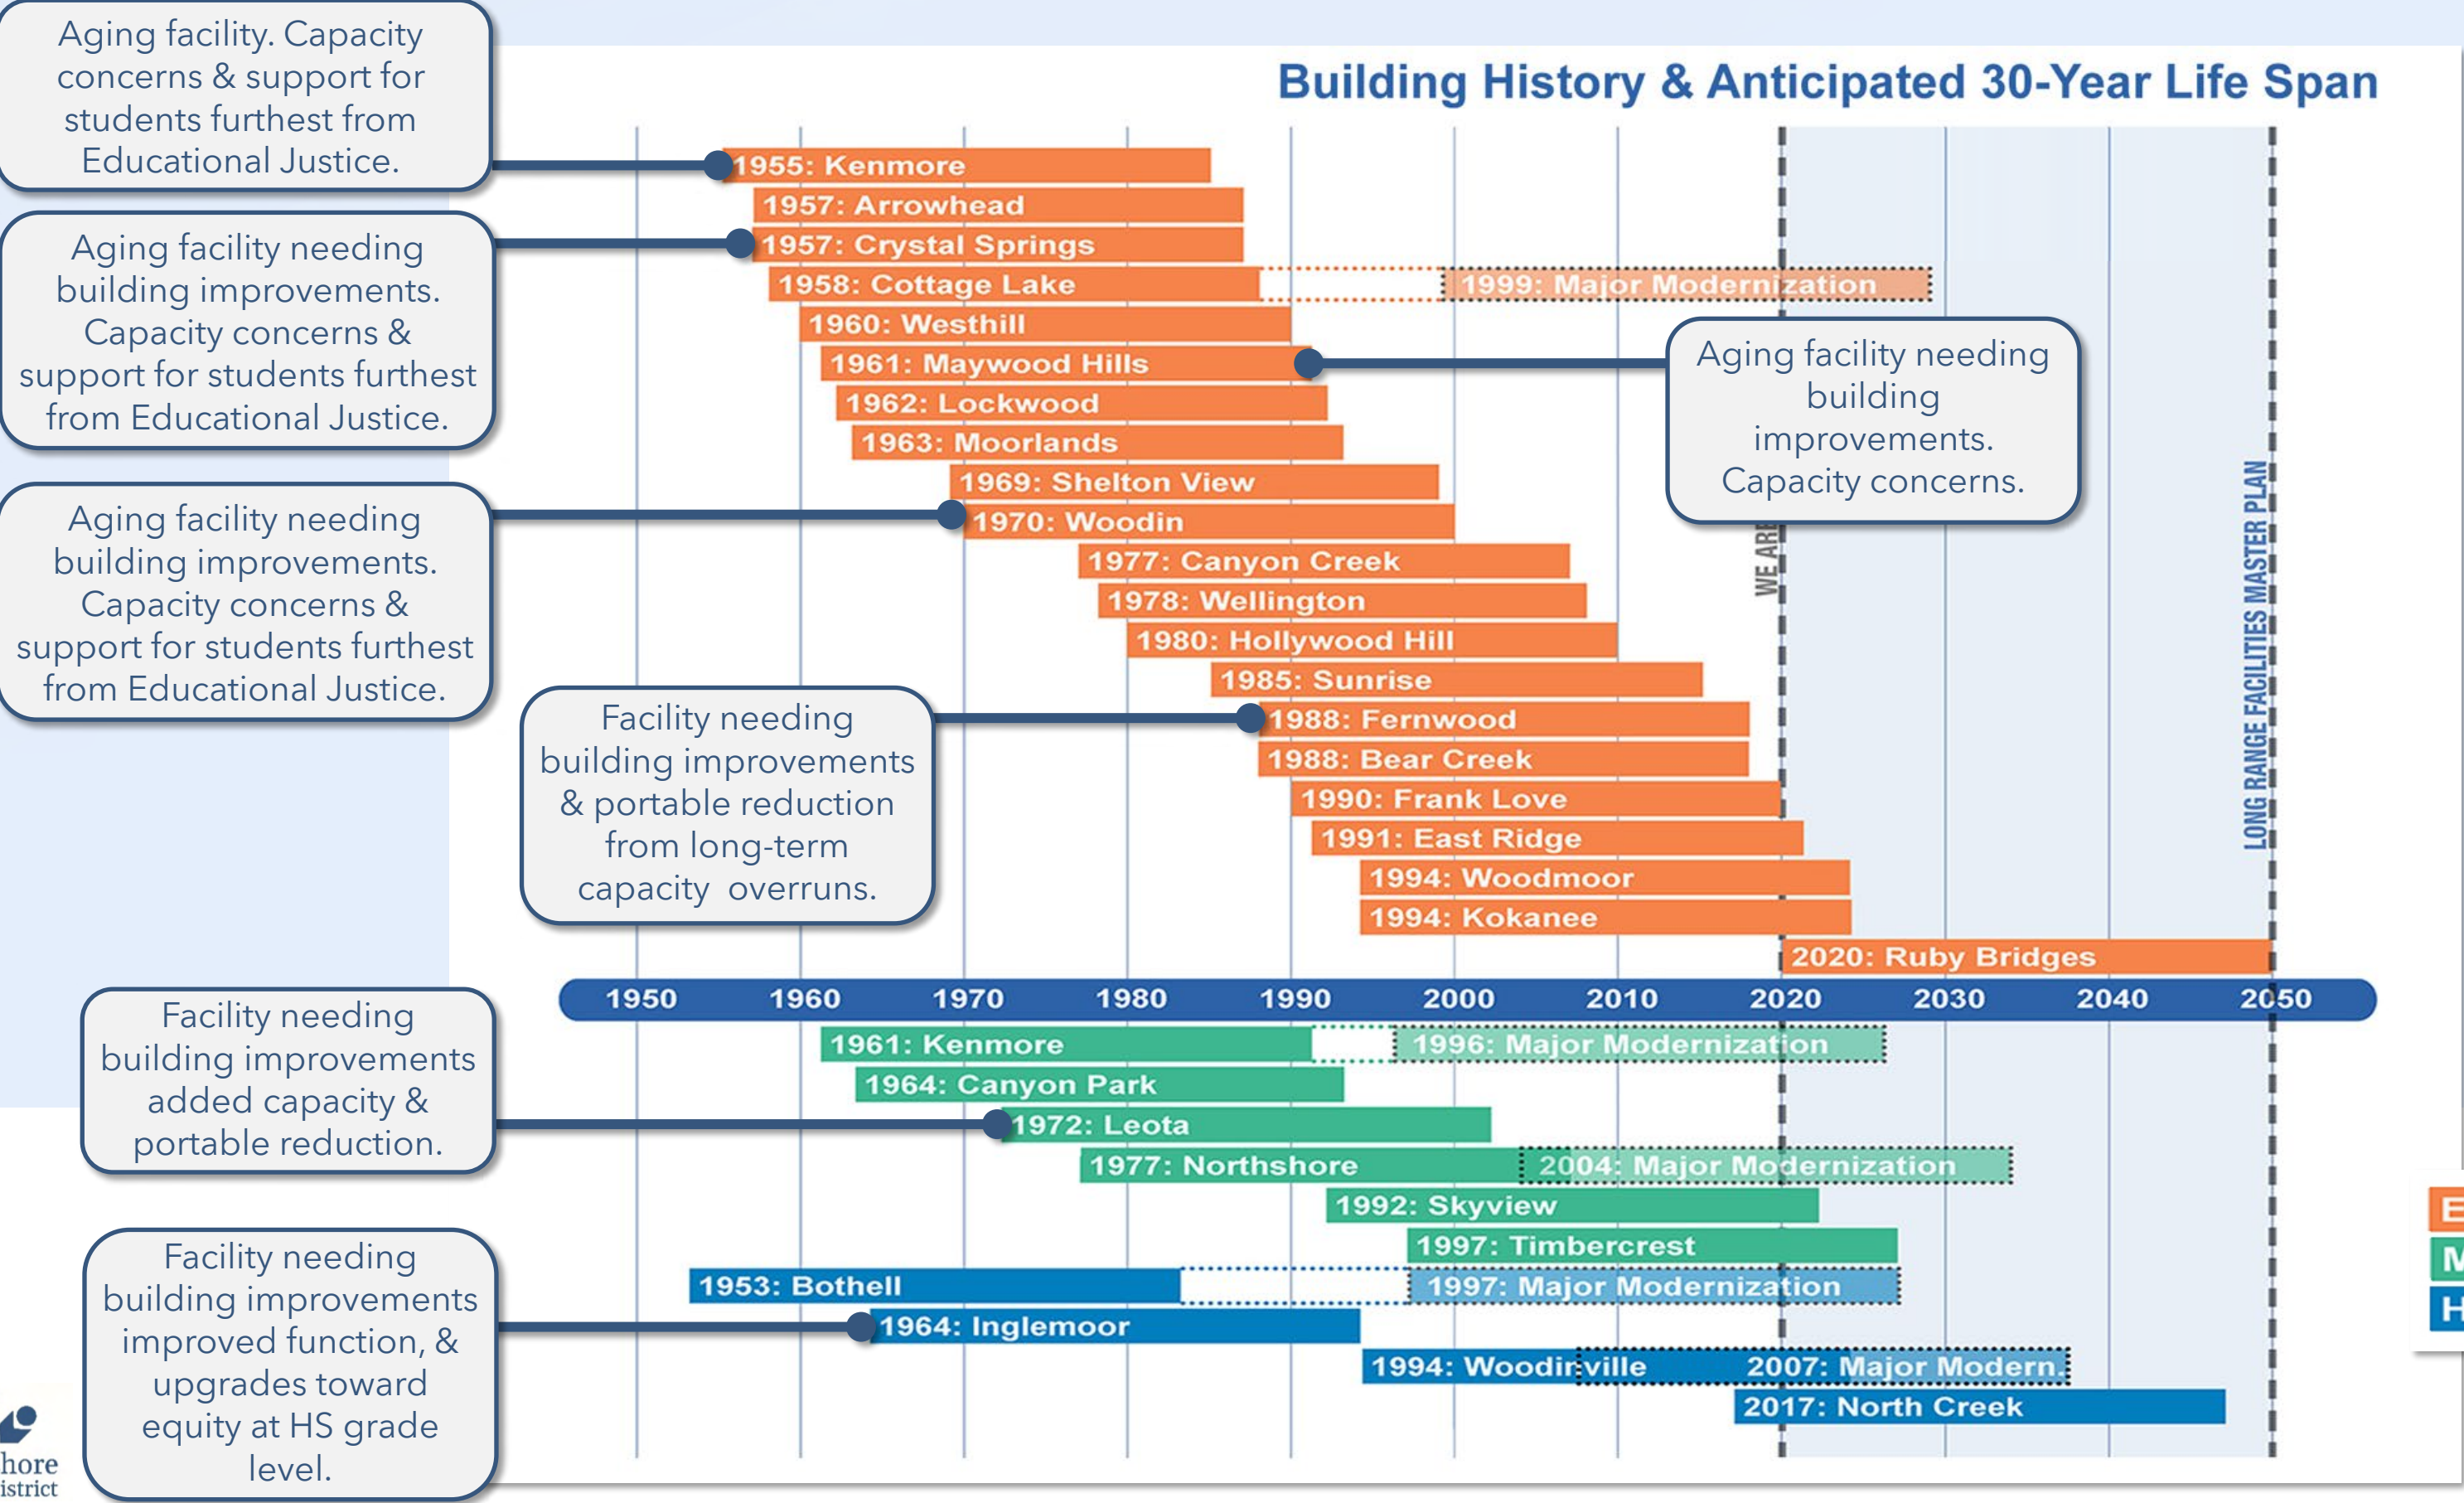 Building History & Anticipated 30-Year Life Span
Aging facility. Capacity
concerns & support for
students furthest from
Educational Justice.
Aging facility needing
building improvements.
Capacity concerns &
support for students furthest
from Educational Justice.
Aging facility needing
building improvements.
Capacity concerns &
support for students furthest
from Educational Justice.
Facility needing
building improvements
& portable reduction
from long-term
capacity overruns.
Aging facility needing
building
improvements.
Capacity concerns.
1955: Kenmore
1957: Arrowhead
1957: Crystal Springs
1958: Cottage Lake
1999: Major Modernization
1960: Westhill
1961: Maywood Hills
1962: Lockwood
1963: Moorlands
1969: Shelton View
1970: Woodin
1977: Canyon Creek
1978: Wellington
1980: Hollywood Hill
1985: Sunrise
1988: Fernwood
1988: Bear Creek
1990: Frank Love
1991: East Ridge
1994: Woodmoor
1994: Kokanee
2020: Ruby Bridges
WE ARE
LONG RANGE FACILITIES MASTER PLAN
1950 1960 1970 1980 1990 2000 2010 2020 2030 2040 2050
Facility needing
building improvements
added capacity &
portable reduction.
Facility needing
building improvements
improved function, &
upgrades toward
equity at HS grade
level.
1961: Kenmore
1996: Major Modernization
1964: Canyon Park
1972: Leota
1977: Northshore
2004: Major Modernization
1992: Skyview
1997: Timbercrest
1953: Bothell
1997: Major Modernization
1964: Inglemoor
1994: Woodinville
2007: Major Modern.
2017: North Creek
E
M
H
hore
istrict